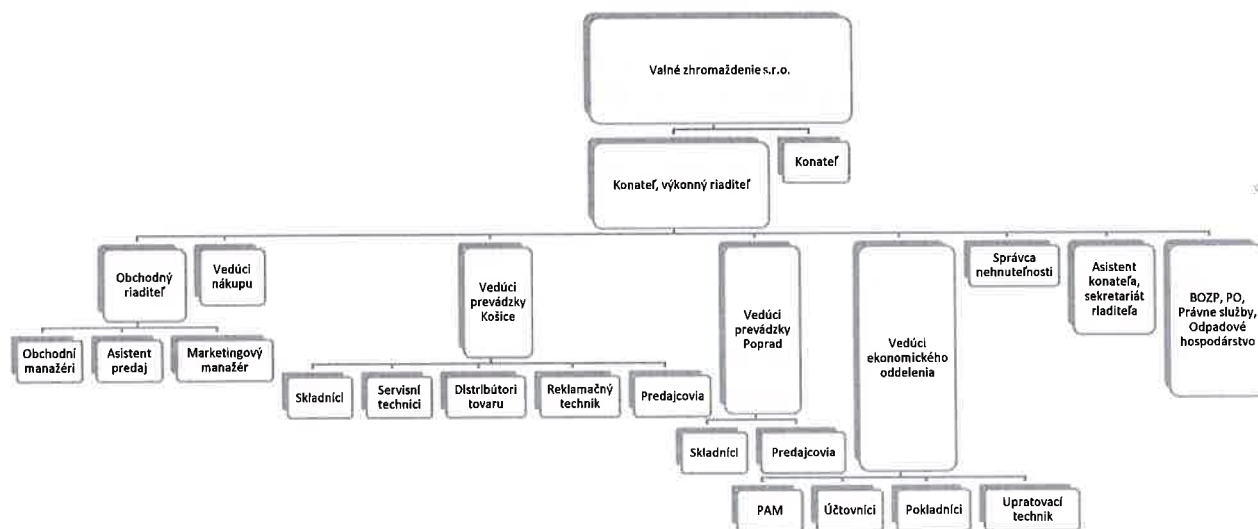 Valné zhromaždenie s.r.o.
Konateľ, výkonný riaditeľ
Konateľ
Obchodný
riaditeľ
Vedúci
nákupu
Vedúci
prevádzky
Košice
Vedúci
prevádzky
Poprad
Vedúci
ekonomického
oddelenia
Správca
nehnuteľnosti
Asistent
konateľa,
sekretariát
riaditeľa
BOZP, PO,
Právne služby,
Odpadové
hospodárstvo
Obchodní
manažéri
Asistent
predaj
Marketingový
manažér
Skladníci
Servisní
technici
Distribútori
tovaru
Reklamačný
technik
Predajcovia
Skladníci
Predajcovia
PAM
Účtovníci
Pokladníci
Upratovací
technik